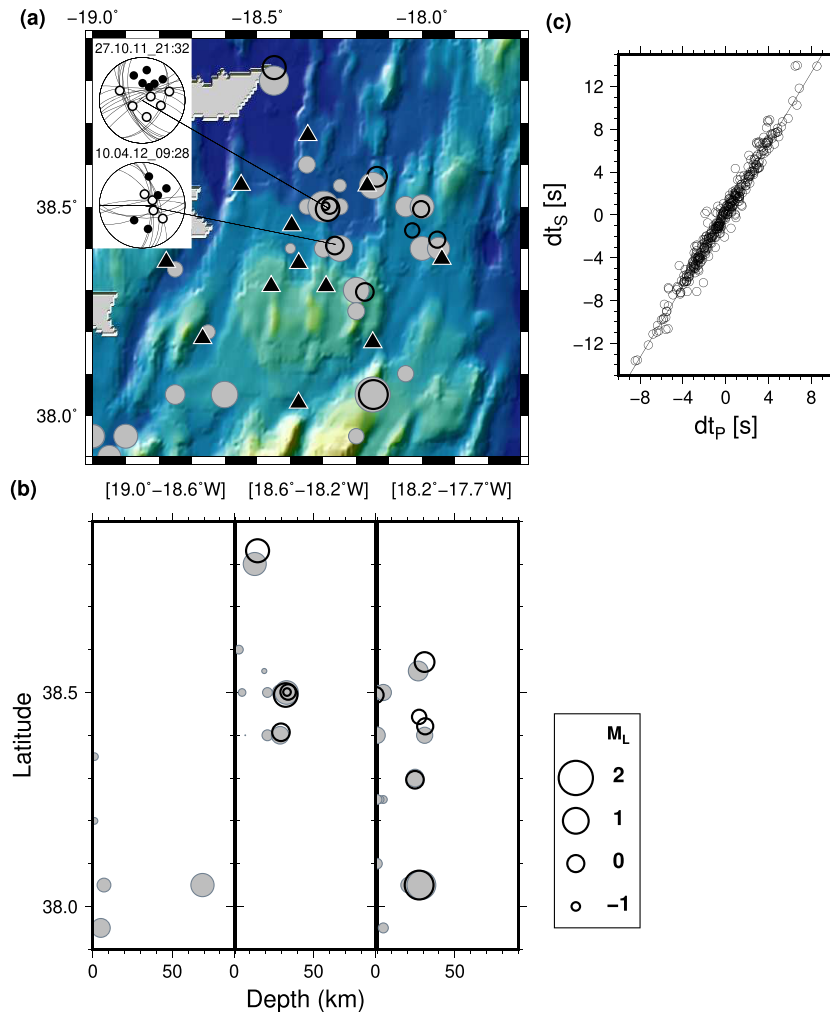 (a)
−19.0°
−18.5°
−18.0°
27.10.11_21:32
10.04.12_09:28
38.5°
38.0°
(c)
dtS [s]
12
8
4
0
−4
−8
−12
−8
−4
0
4
8
dtP [s]
(b)
[19.0°−18.6°W]
[18.6°−18.2°W]
[18.2°−17.7°W]
Latitude
38.5
38.0
0
50
0
50
0
50
Depth (km)
ML
2
1
0
−1